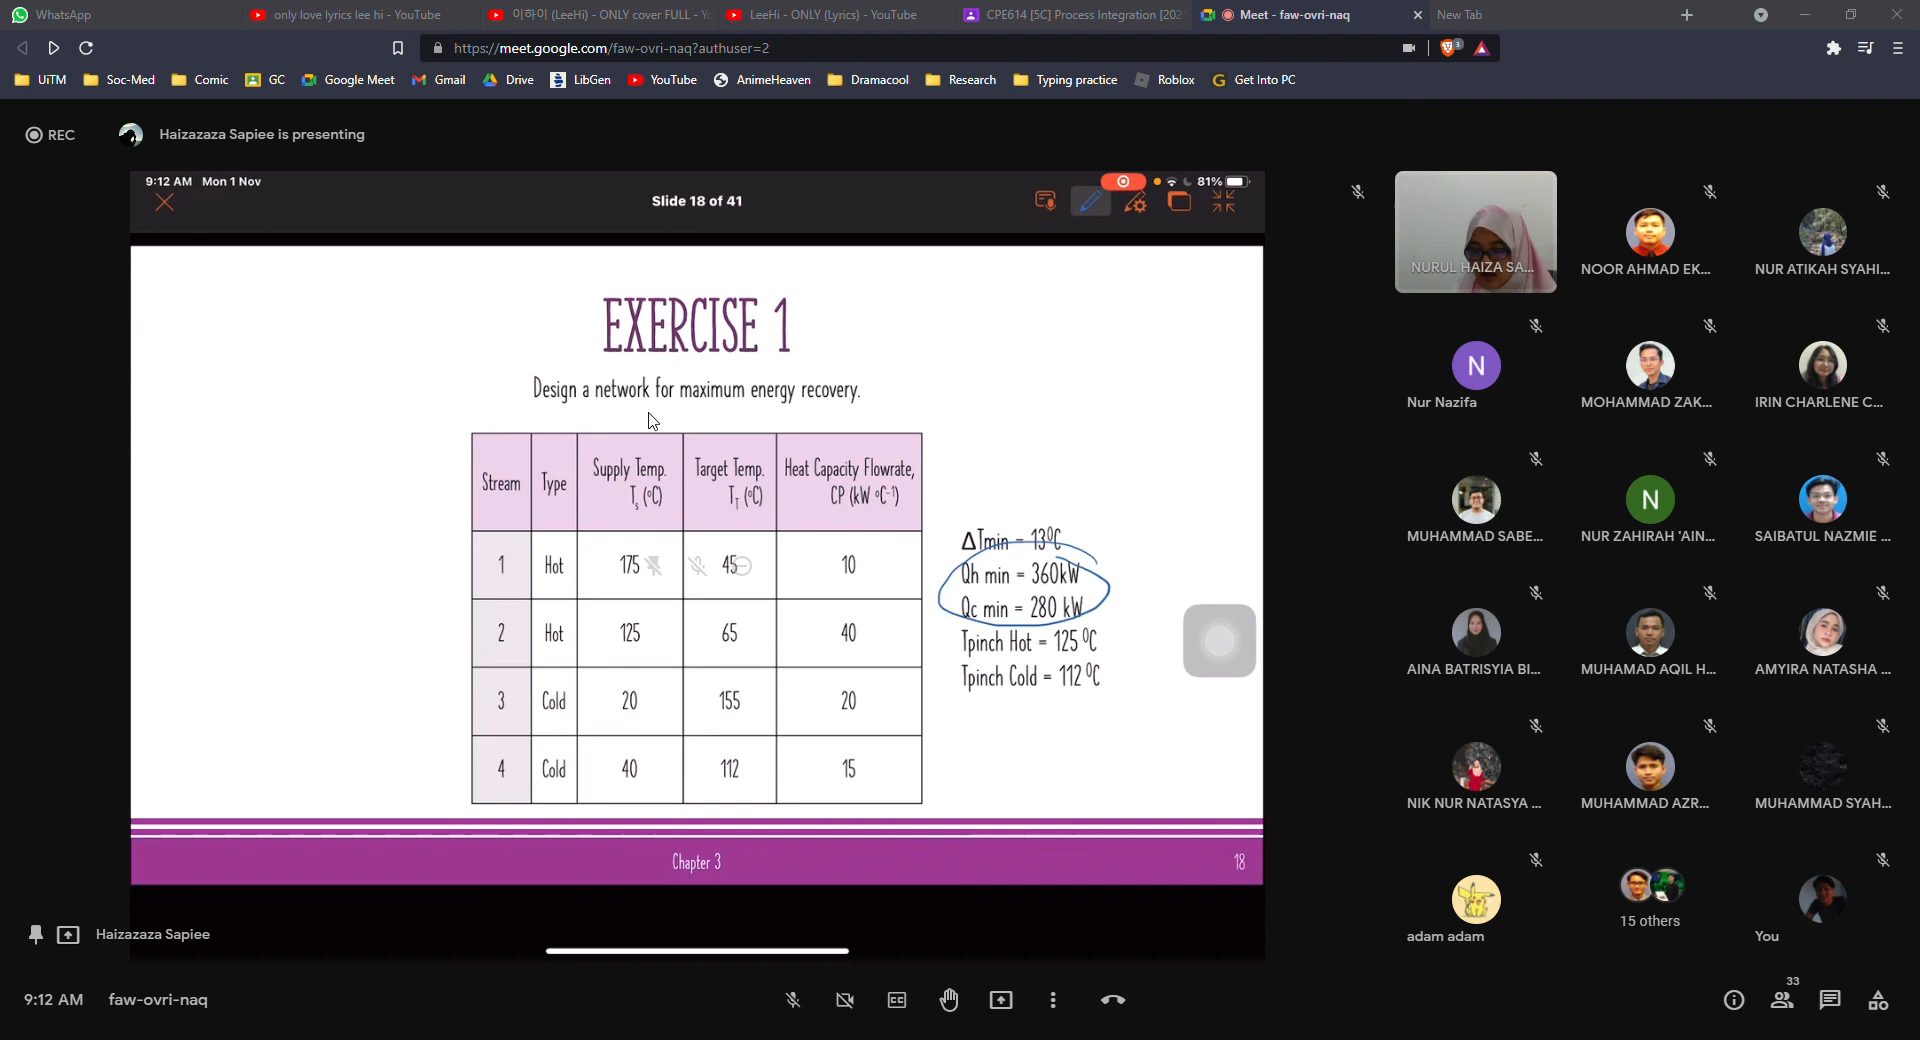 WhatsApp
only love lyrics lee hi - YouTube
이하이 (LeeHi) - ONLY cover FULL - Yo
LeeHi - ONLY (Lyrics) - YouTube
CPE614 [5C] Process Integration [2021
Meet - faw-ovri-naq
New Tab
https://meet.google.com/faw-ovri-naq?authuser=2
3
UiTM
Soc-Med
Comic
GC
Google Meet
Gmail
Drive
LibGen
YouTube
AnimeHeaven
Dramacool
Research
Typing practice
Roblox
Get Into PC
REC
Haizazaza Sapiee is presenting
9:12 AM Mon 1 Nov
81%
Slide 18 of 41
EXERCISE 1
Design a network for maximum energy recovery.
Stream Type Supply Temp. Ts (°C) Target Temp. TT (°C) Heat Capacity Flowrate, CP (kW °C-1)
1 Hot 175 45 10
2 Hot 125 65 40
3 Cold 20 155 20
4 Cold 40 112 15
ΔTmin = 13°C
Qh min = 360kW
Qc min = 280 kW
Tpinch Hot = 125 °C
Tpinch Cold = 112 °C
Chapter 3
18
NURUL HAIZA SA...
NOOR AHMAD EK...
NUR ATIKAH SYAHI...
N
Nur Nazifa
MOHAMMAD ZAK...
IRIN CHARLENE C...
MUHAMMAD SABE...
N
NUR ZAHIRAH 'AIN...
SAIBATUL NAZMIE ...
AINA BATRISYIA BI...
MUHAMAD AQIL H...
AMYIRA NATASHA ...
NIK NUR NATASYA ...
MUHAMMAD AZR...
MUHAMMAD SYAH...
adam adam
15 others
You
Haizazaza Sapiee
9:12 AM
faw-ovri-naq
33